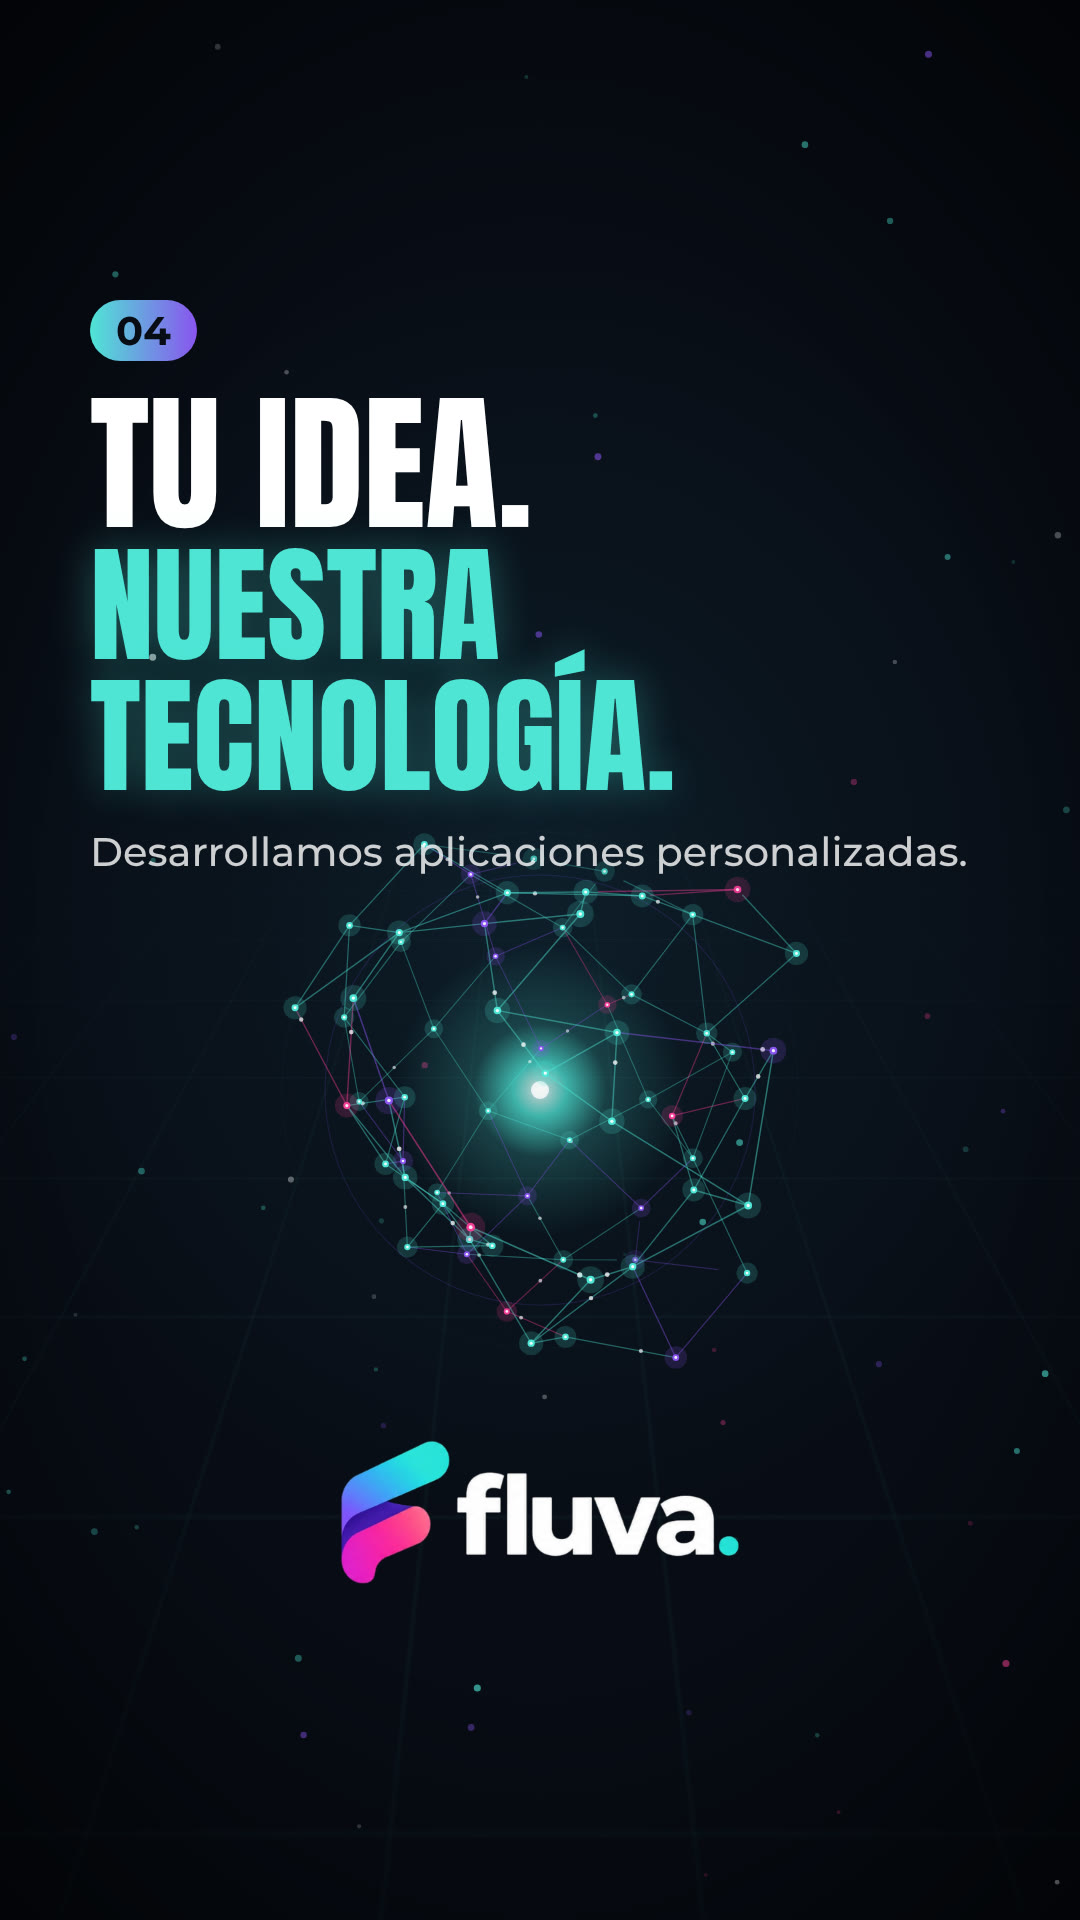 04
TU IDEA.
NUESTRA
TECNOLOGÍA.
Desarrollamos aplicaciones personalizadas.
fluva.